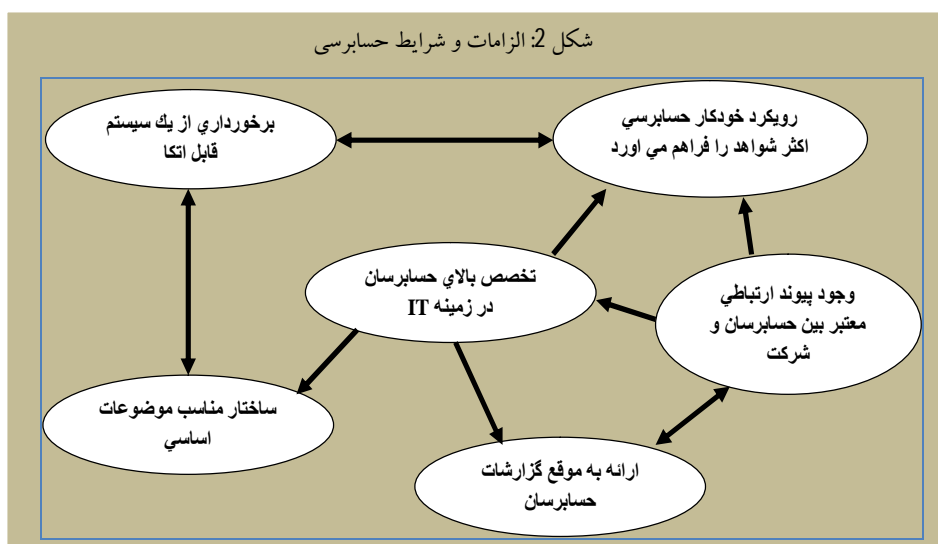 شکل 2: الزامات و شرایط حسابرسی
رويكرد خودكار حسابرسي
اكثر شواهد را فراهم مي اورد
برخورداري از يك سيستم
قابل اتكا
تخصص بالاي حسابرسان
در زمينه IT
وجود پيوند ارتباطي
معتبر بين حسابرسان و
شركت
ساختار مناسب موضوعات
اساسي
ارائه به موقع گزارشات
حسابرسان